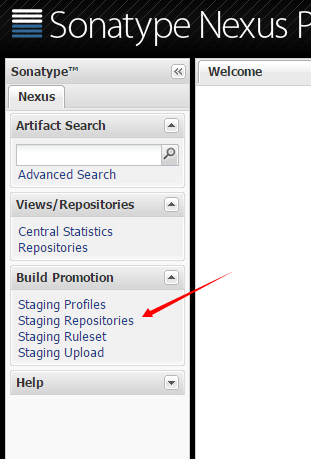 Sonatype Nexus P
Sonatype™
Welcome
Nexus
Artifact Search
Advanced Search
Views/Repositories
Central Statistics
Repositories
Build Promotion
Staging Profiles
Staging Repositories
Staging Ruleset
Staging Upload
Help